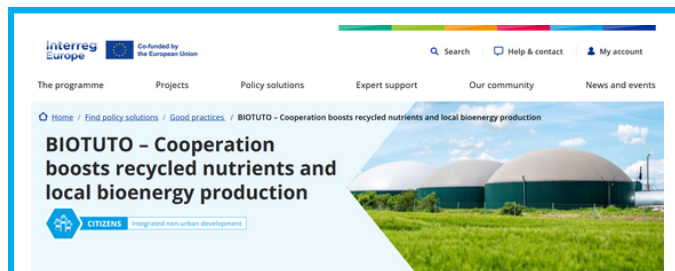 Interreg Co-funded by
Europe the European Union
Search Help & contact My account
The programme Projects Policy solutions Expert support Our community News and events
Home / Find policy solutions / Good practices / BIOTUTO – Cooperation boosts recycled nutrients and local bioenergy production
BIOTUTO – Cooperation
boosts recycled nutrients and
local bioenergy production
CITIZENS Integrated non-urban development